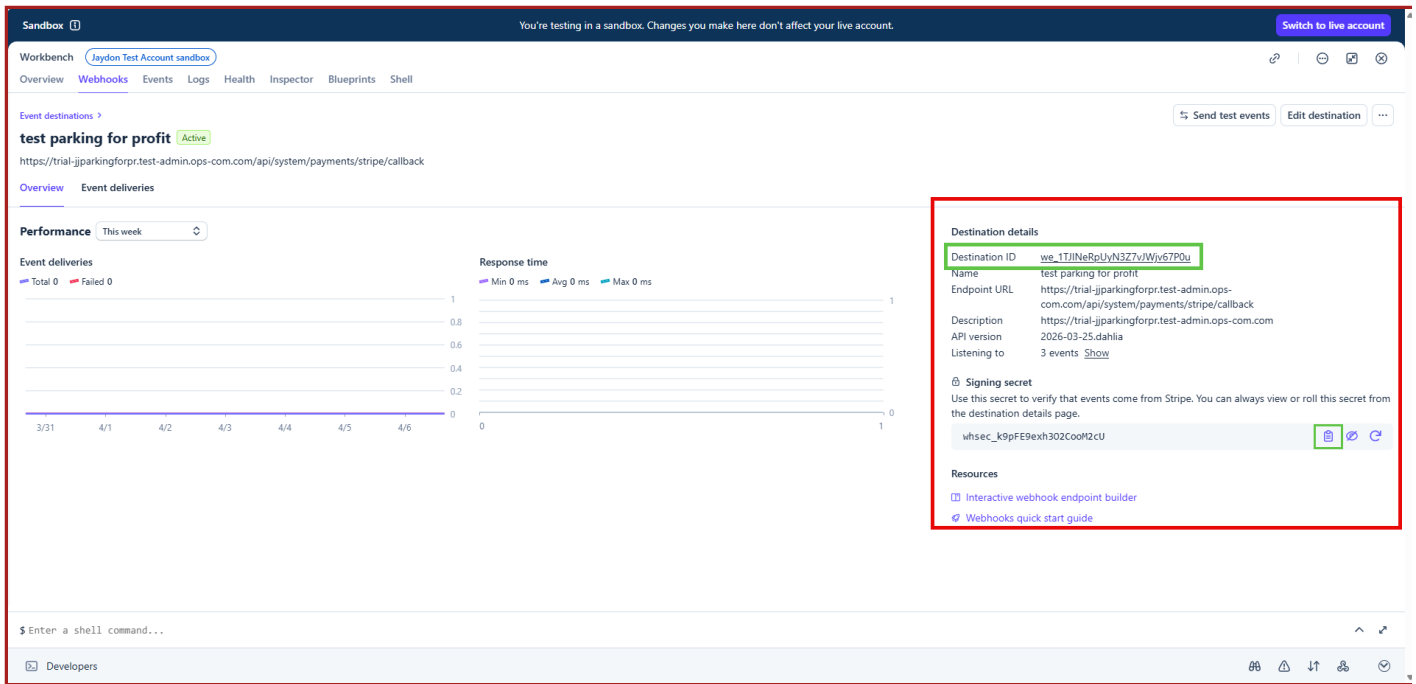 Sandbox
You're testing in a sandbox. Changes you make here don't affect your live account.
Switch to live account
Workbench
Jaydon Test Account sandbox
Overview Webhooks Events Logs Health Inspector Blueprints Shell
Event destinations >
Send test events
Edit destination
...
test parking for profit
Active
https://trial-jjparkingforpr.test-admin.ops-com.com/api/system/payments/stripe/callback
Overview Event deliveries
Performance
This week
Event deliveries
Total 0 Failed 0
1
0.8
0.6
0.4
0.2
0
3/31 4/1 4/2 4/3 4/4 4/5 4/6
Response time
Min 0 ms Avg 0 ms Max 0 ms
1
0
0 1
Destination details
Destination ID we_1TJINeRpUyN3Z7vJWjv67P0u
Name test parking for profit
Endpoint URL https://trial-jjparkingforpr.test-admin.ops-
com.com/api/system/payments/stripe/callback
Description https://trial-jjparkingforpr.test-admin.ops-com.com
API version 2026-03-25.dahlia
Listening to 3 events Show
Signing secret
Use this secret to verify that events come from Stripe. You can always view or roll this secret from
the destination details page.
whsec_k9pFE9exh3O2CooM2cU
Resources
Interactive webhook endpoint builder
Webhooks quick start guide
$ Enter a shell command...
Developers